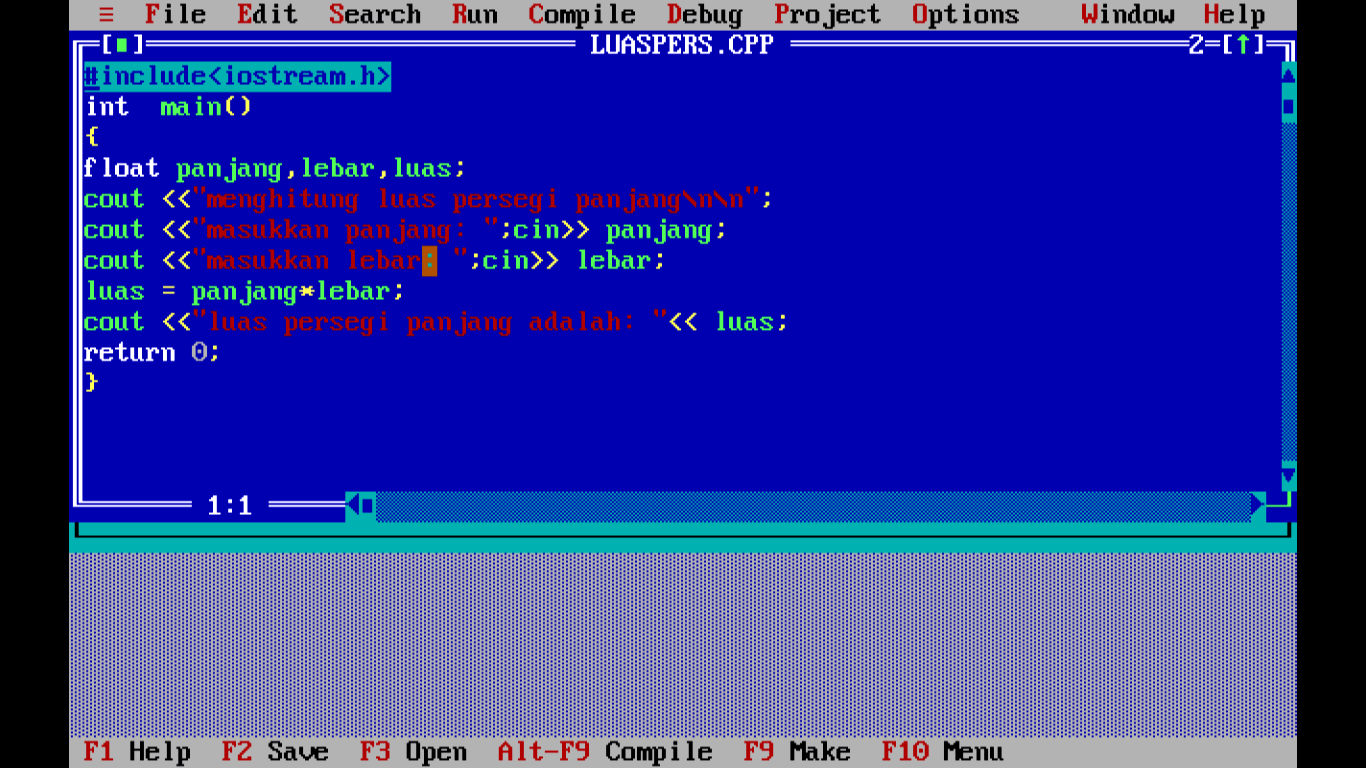 ≡ File Edit Search Run Compile Debug Project Options Window Help
[■] LUASPERS.CPP 2=[↑]
#include<iostream.h>
int  main()
{
float panjang,lebar,luas;
cout <<"menghitung luas persegi panjang\n\n";
cout <<"masukkan panjang: ";cin>> panjang;
cout <<"masukkan lebar: ";cin>> lebar;
luas = panjang*lebar;
cout <<"luas persegi panjang adalah: "<< luas;
return 0;
}
1:1
F1 Help F2 Save F3 Open Alt-F9 Compile F9 Make F10 Menu